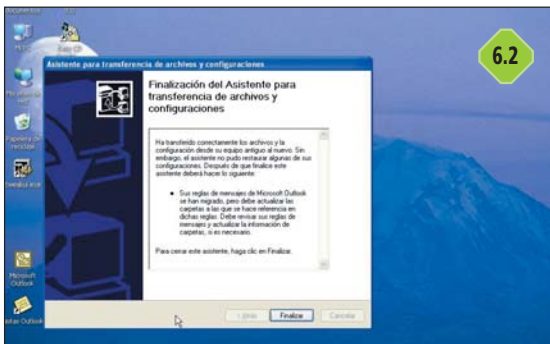 documentos
6.2
Mi PC
Easy CD
Asistente para transferencia de archivos y configuraciones
Finalización del Asistente para
transferencia de archivos y
configuraciones
Ha transferido correctamente los archivos y la
configuración desde su equipo antiguo al nuevo. Sin
embargo, el asistente no pudo restaurar algunas de sus
configuraciones. Después de que finalice este
asistente deberá hacer lo siguiente:
• Sus reglas de mensajes de Microsoft Outlook
se han migrado, pero debe actualizar las
carpetas a las que se hace referencia en
dichas reglas. Debe revisar sus reglas de
mensajes y actualizar la información de
carpetas, si es necesario.
Para cerrar este asistente, haga clic en Finalizar.
Papelera de
reciclaje
Microsoft
Outlook
Outlook
< Atrás
Finalizar
Cancelar